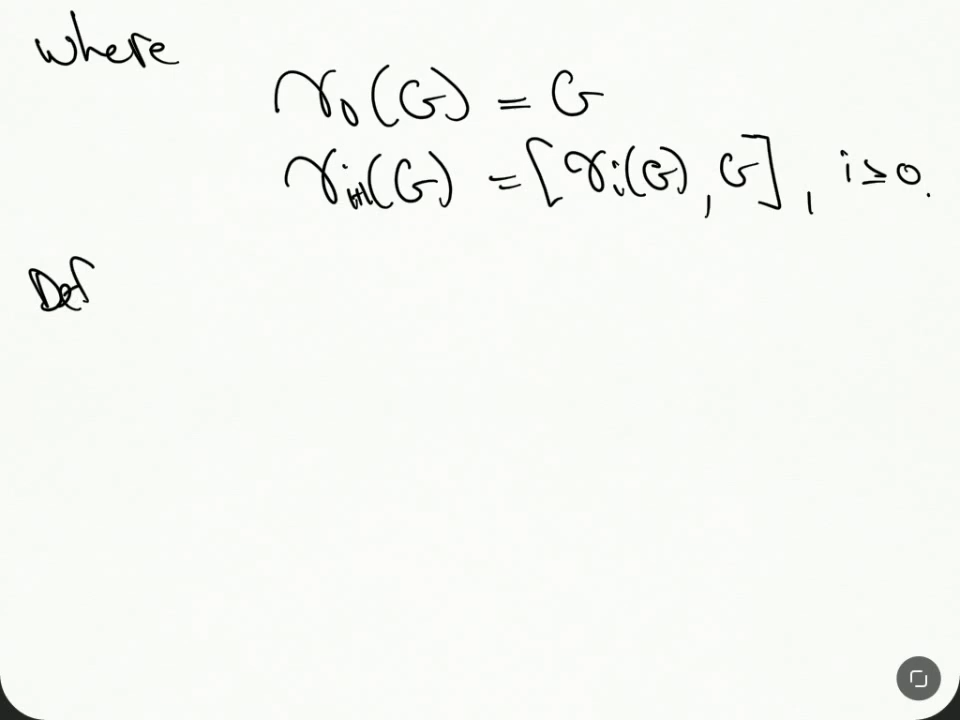 where
γ₀(G) = G
γᵢ₊₁(G) = [γᵢ(G), G], i ≥ 0.
Def